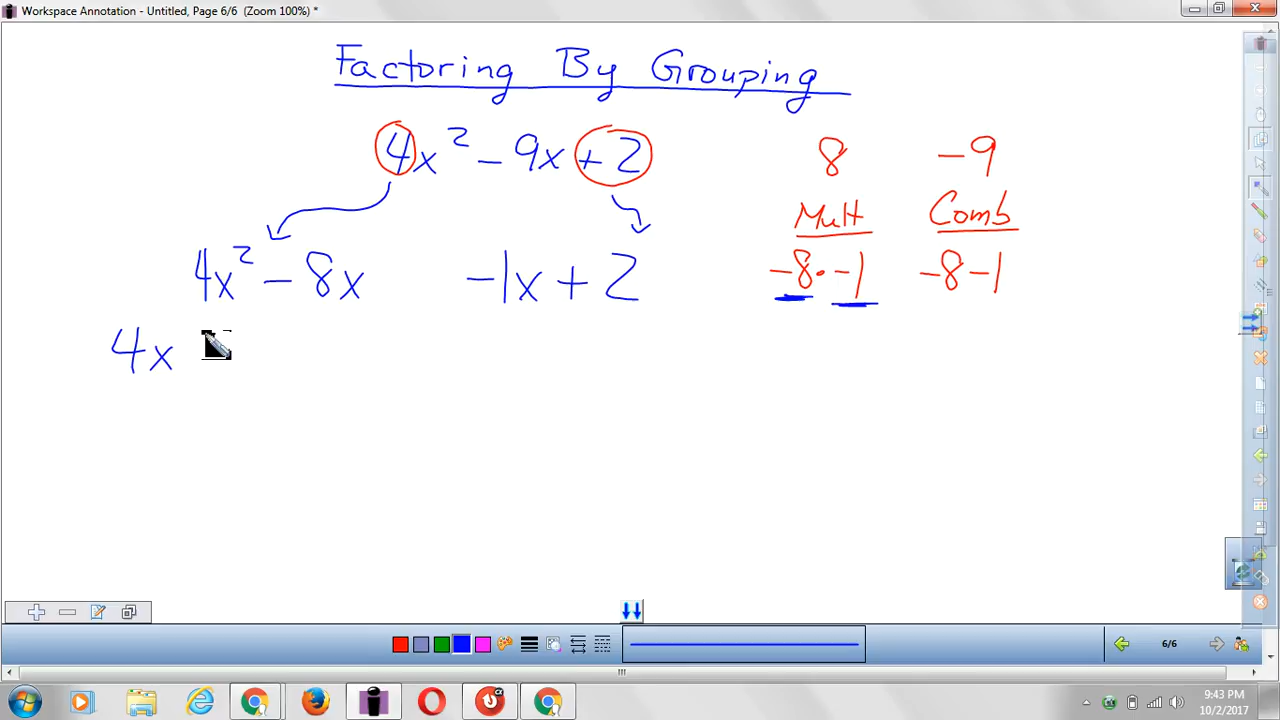 Workspace Annotation - Untitled, Page 6/6 (Zoom 100%) *
Factoring By Grouping
4x² - 9x + 2
8 -9
Mult Comb
4x² - 8x -1x + 2
-8 · -1 -8 -1
4x
6/6
9:43 PM
10/2/2017